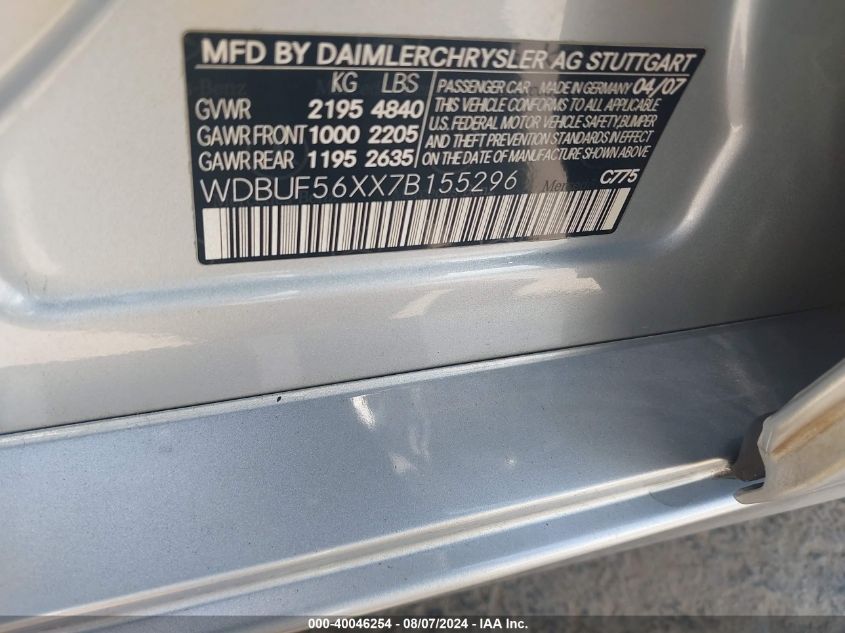 MFD BY DAIMLERCHRYSLER AG STUTTGART
KG LBS
GVWR 2195 4840
GAWR FRONT 1000 2205
GAWR REAR 1195 2635
PASSENGER CAR MADE IN GERMANY 04/07
THIS VEHICLE CONFORMS TO ALL APPLICABLE
U.S. FEDERAL MOTOR VEHICLE SAFETY, BUMPER
AND THEFT PREVENTION STANDARDS IN EFFECT
ON THE DATE OF MANUFACTURE SHOWN ABOVE
WDBUF56XX7B155296 C775
000-40046254 - 08/07/2024 - IAA Inc.